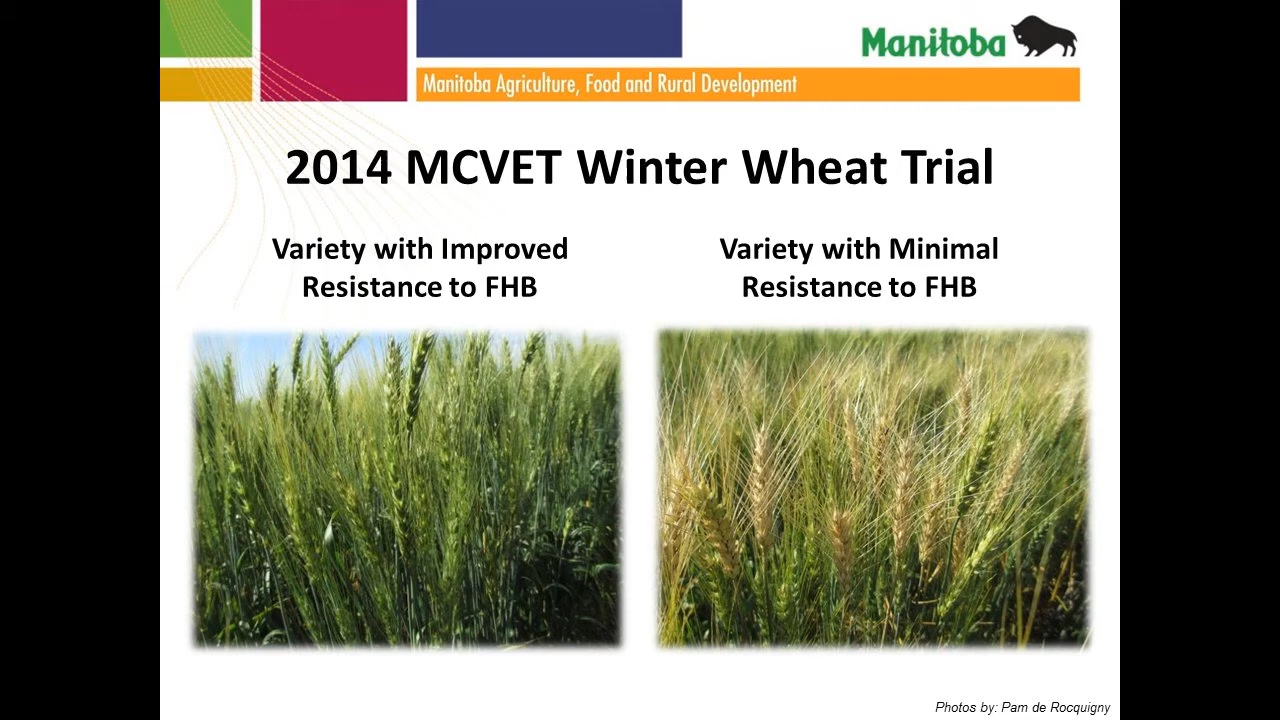 Manitoba
Manitoba Agriculture, Food and Rural Development
2014 MCVET Winter Wheat Trial
Variety with Improved
Resistance to FHB
Variety with Minimal
Resistance to FHB
Photos by: Pam de Rocquigny